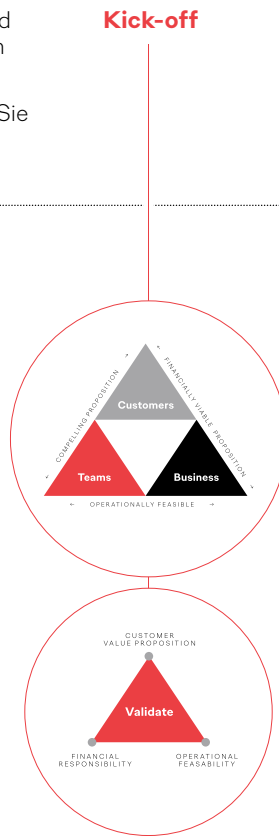 d
Kick-off
n
Sie
COMPELLING PROPOSITION
FINANCIALLY VIABLE PROPOSITION
Customers
Teams
Business
← OPERATIONALLY FEASIBLE →
CUSTOMER
VALUE PROPOSITION
Validate
FINANCIAL
RESPONSIBILITY
OPERATIONAL
FEASABILITY